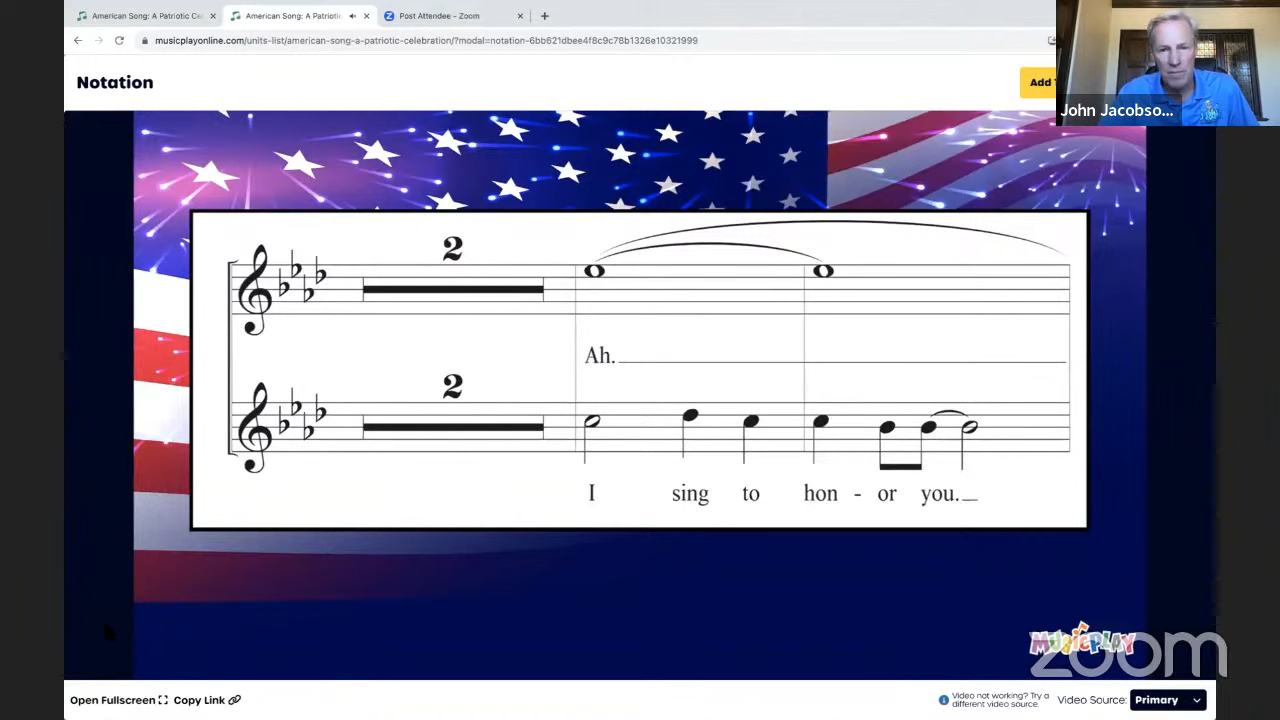 American Song: A Patriotic Cel
American Song: A Patriotic
Post Attendee - Zoom
musicplayonline.com/units-list/american-song-a-patriotic-celebration/?modal=notation-6bb621dbee4f8c9c78b1326e10321999
Notation
Add
John Jacobso...
2
Ah.
2
I sing to hon - or you.
MUSICPLAY
zoom
Open Fullscreen Copy Link
Video not working? Try a
different video source.
Video Source: Primary